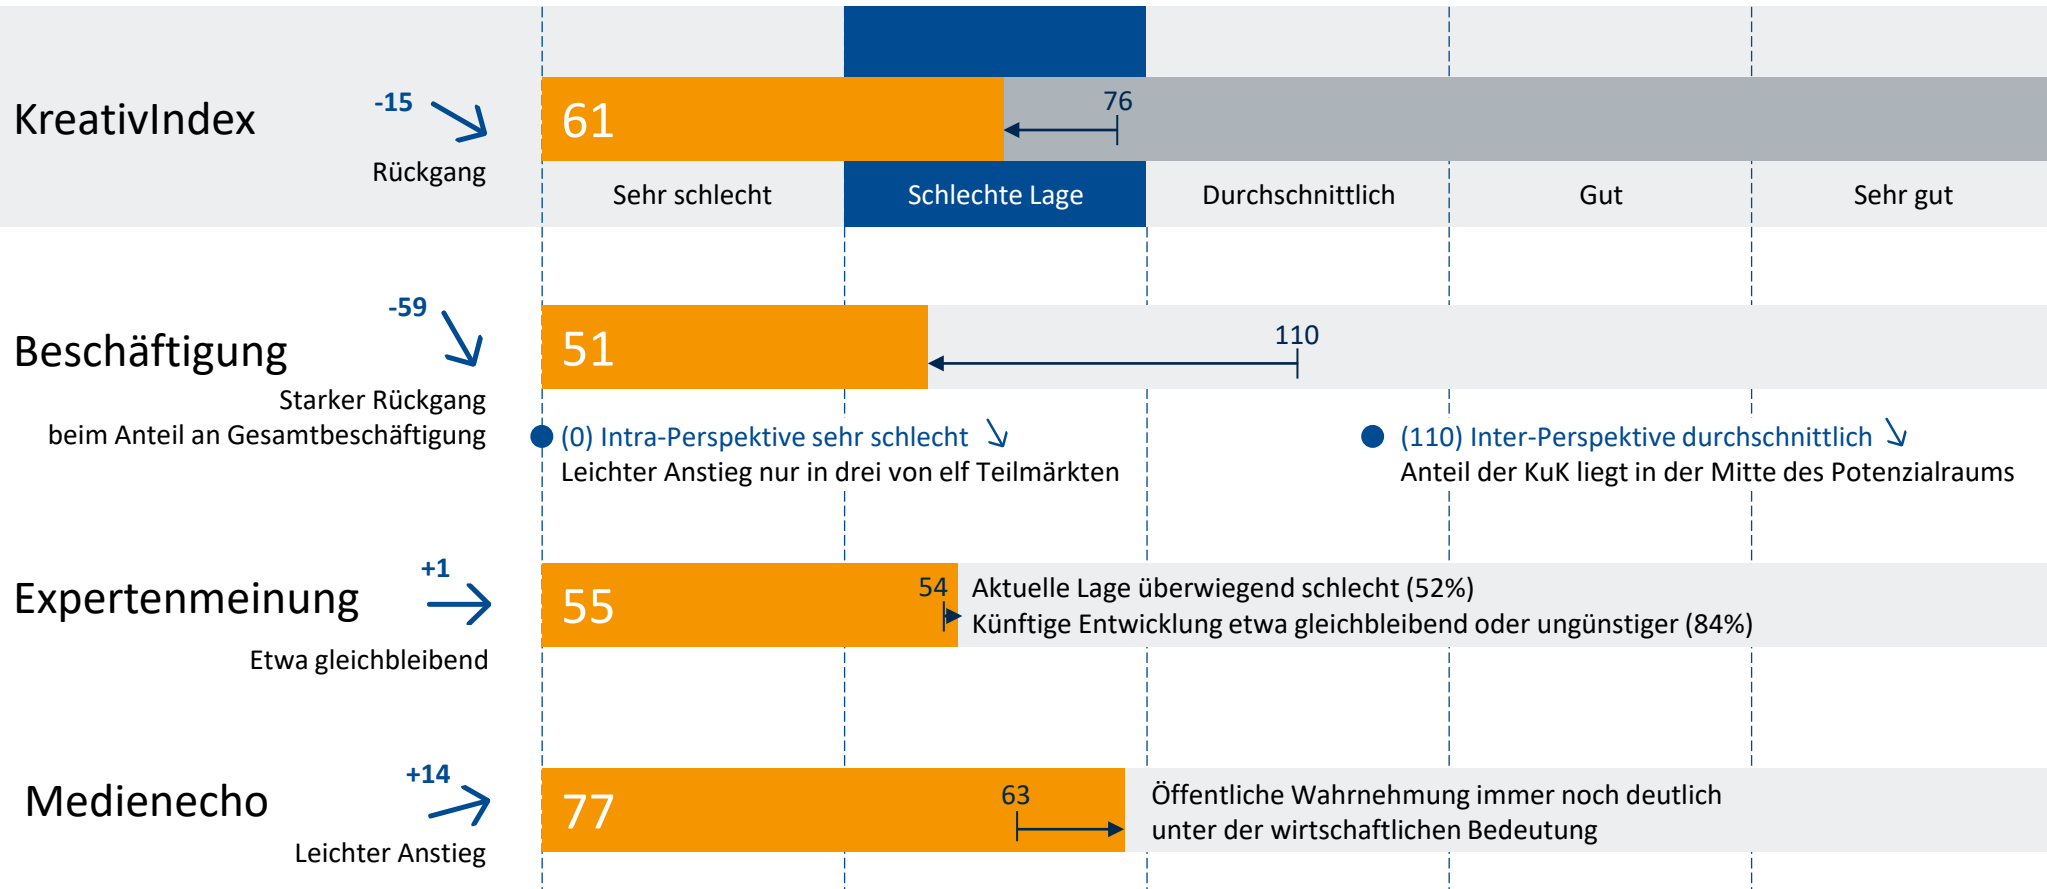 KreativIndex
-15
Rückgang
61
76
Sehr schlecht
Schlechte Lage
Durchschnittlich
Gut
Sehr gut
Beschäftigung
-59
Starker Rückgang
beim Anteil an Gesamtbeschäftigung
51
110
(0) Intra-Perspektive sehr schlecht
Leichter Anstieg nur in drei von elf Teilmärkten
(110) Inter-Perspektive durchschnittlich
Anteil der KuK liegt in der Mitte des Potenzialraums
Expertenmeinung
+1
Etwa gleichbleibend
55
54
Aktuelle Lage überwiegend schlecht (52%)
Künftige Entwicklung etwa gleichbleibend oder ungünstiger (84%)
Medienecho
+14
Leichter Anstieg
77
63
Öffentliche Wahrnehmung immer noch deutlich
unter der wirtschaftlichen Bedeutung